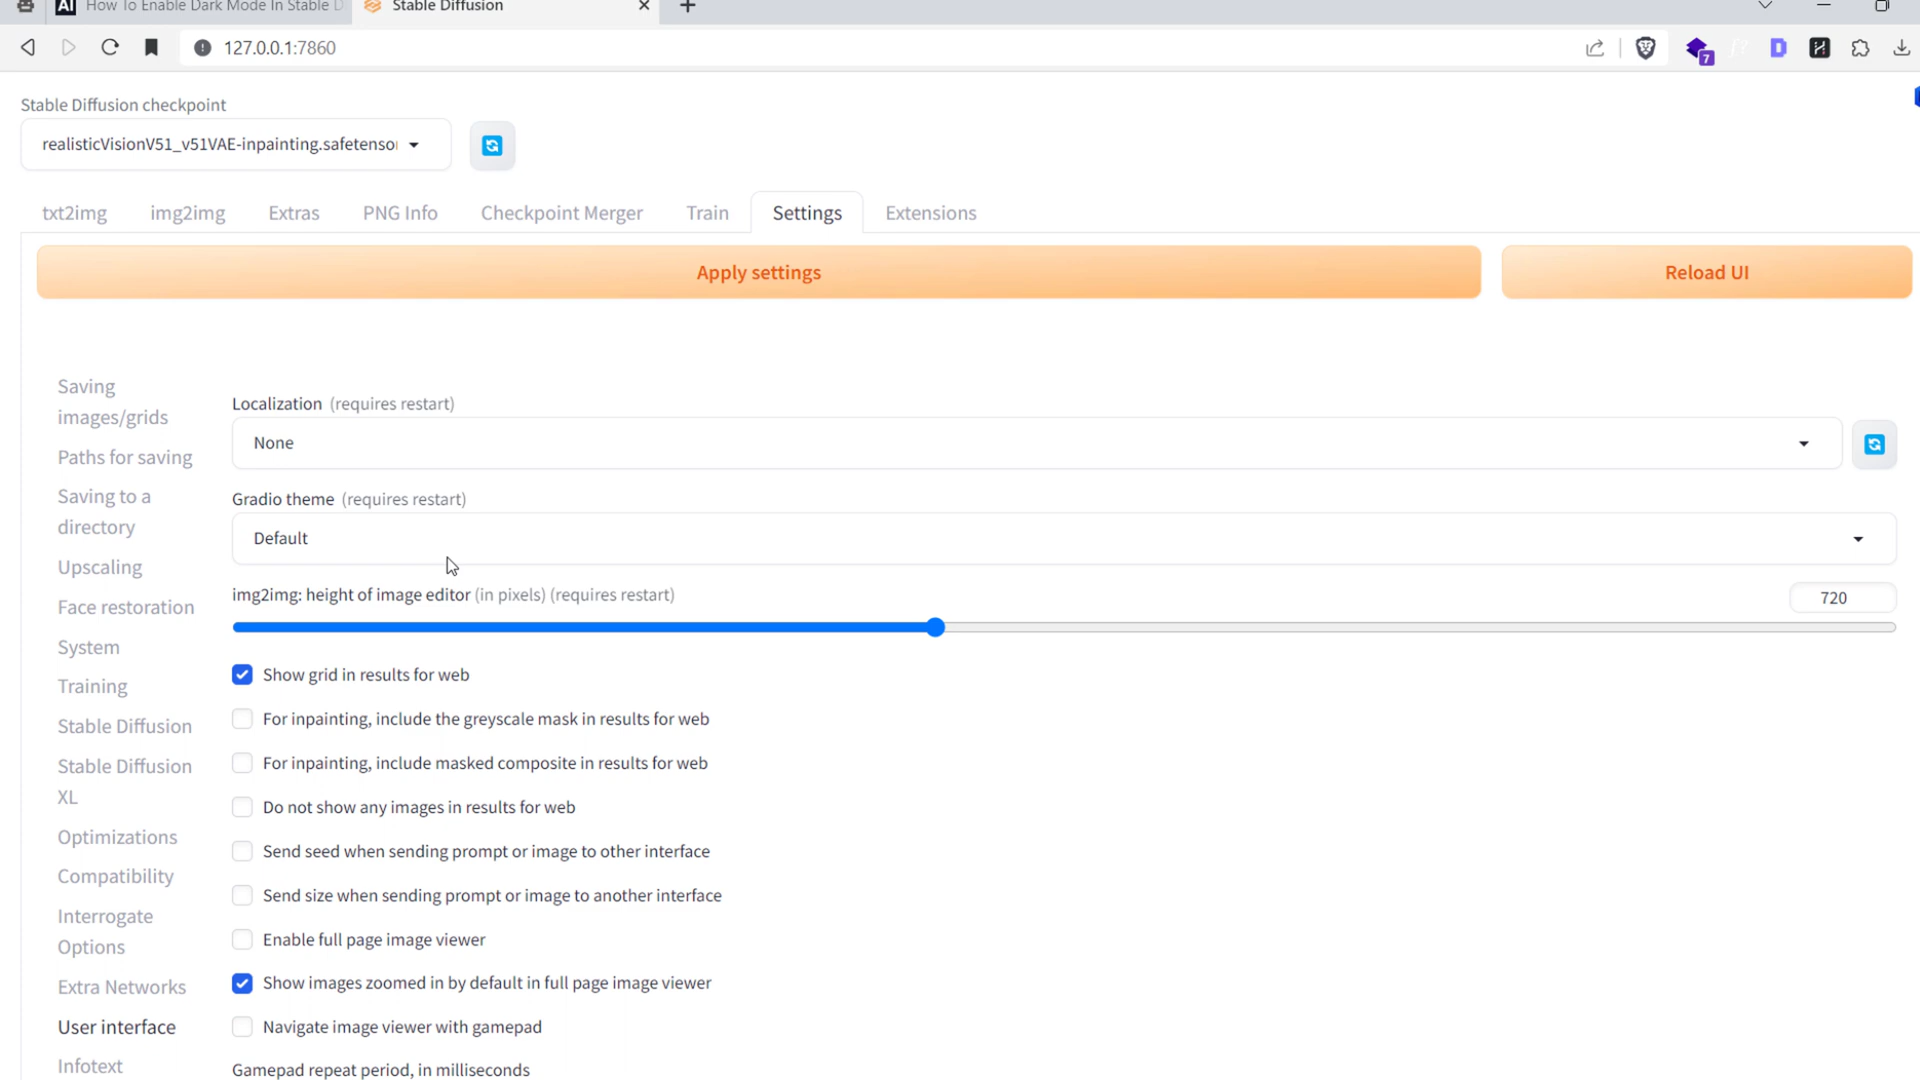 AI How To Enable Dark Mode In Stable D
Stable Diffusion
127.0.0.1:7860
7
D
Stable Diffusion checkpoint
realisticVisionV51_v51VAE-inpainting.safetensor
txt2img
img2img
Extras
PNG Info
Checkpoint Merger
Train
Settings
Extensions
Apply settings
Reload UI
Saving
images/grids
Paths for saving
Saving to a
directory
Upscaling
Face restoration
System
Training
Stable Diffusion
Stable Diffusion
XL
Optimizations
Compatibility
Interrogate
Options
Extra Networks
User interface
Infotext
Localization (requires restart)
None
Gradio theme (requires restart)
Default
img2img: height of image editor (in pixels) (requires restart)
720
Show grid in results for web
For inpainting, include the greyscale mask in results for web
For inpainting, include masked composite in results for web
Do not show any images in results for web
Send seed when sending prompt or image to other interface
Send size when sending prompt or image to another interface
Enable full page image viewer
Show images zoomed in by default in full page image viewer
Navigate image viewer with gamepad
Gamepad repeat period, in milliseconds